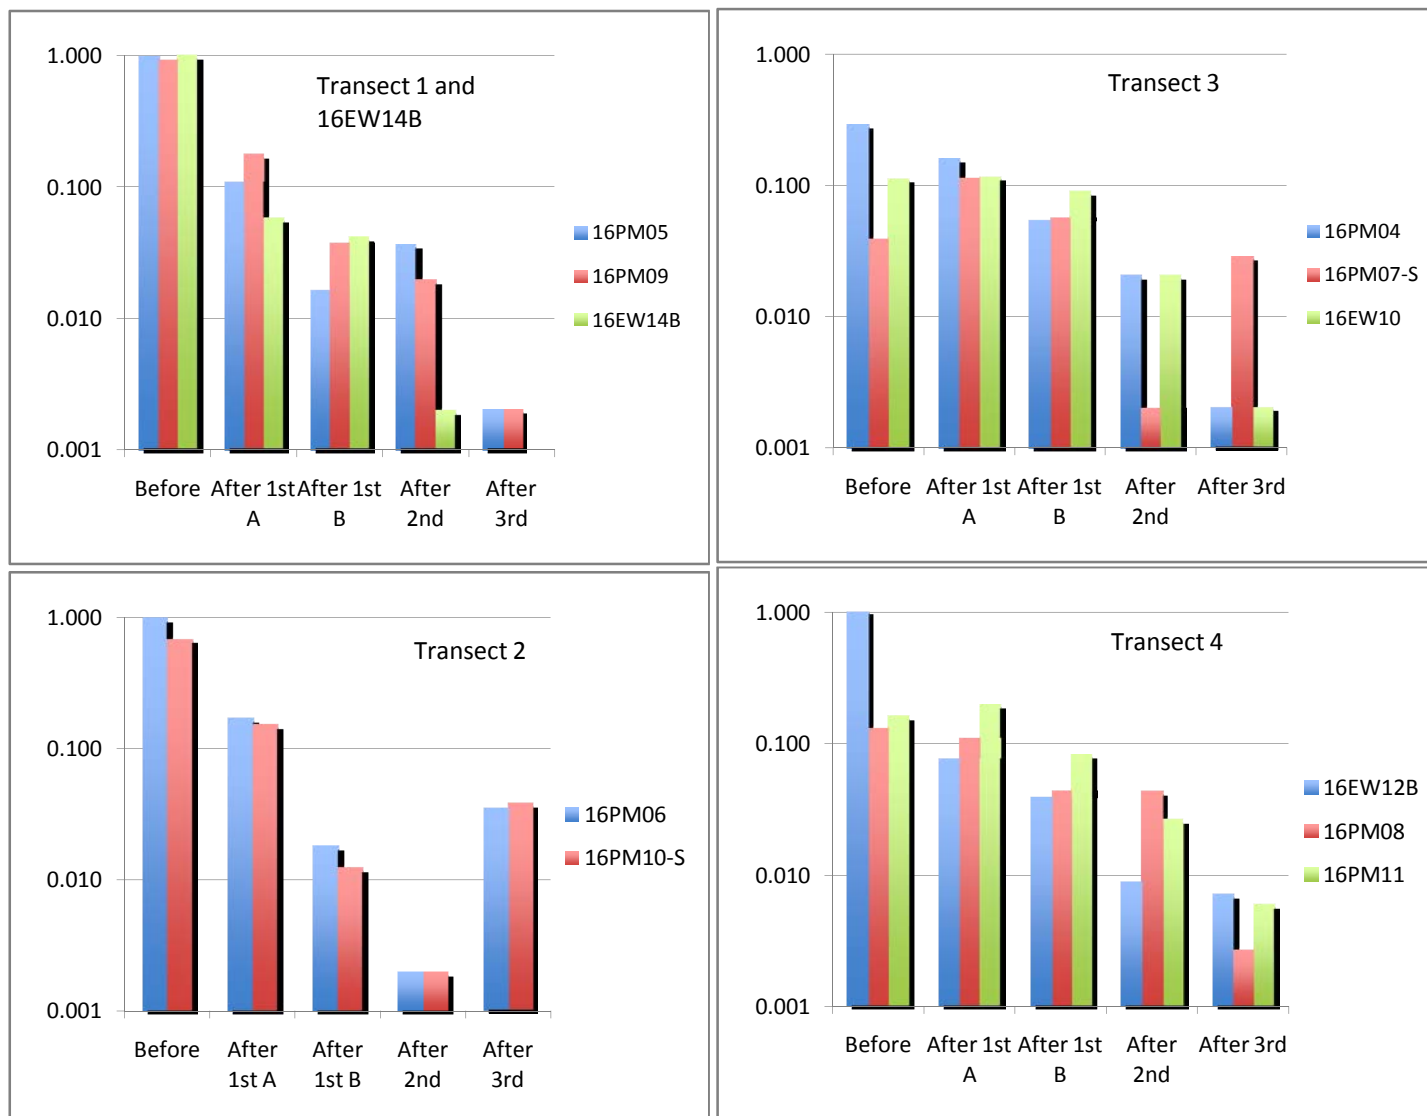 1.000
0.100
0.010
0.001
Transect 1 and
16EW14B
16PM05
16PM09
16EW14B
Before After 1st After 1st After After
A B 2nd 3rd
1.000
0.100
0.010
0.001
Transect 3
16PM04
16PM07-S
16EW10
Before After 1st After 1st After After 3rd
A B 2nd
1.000
0.100
0.010
0.001
Transect 2
16PM06
16PM10-S
Before After After After After
1st A 1st B 2nd 3rd
1.000
0.100
0.010
0.001
Transect 4
16EW12B
16PM08
16PM11
Before After 1st After 1st After After 3rd
A B 2nd